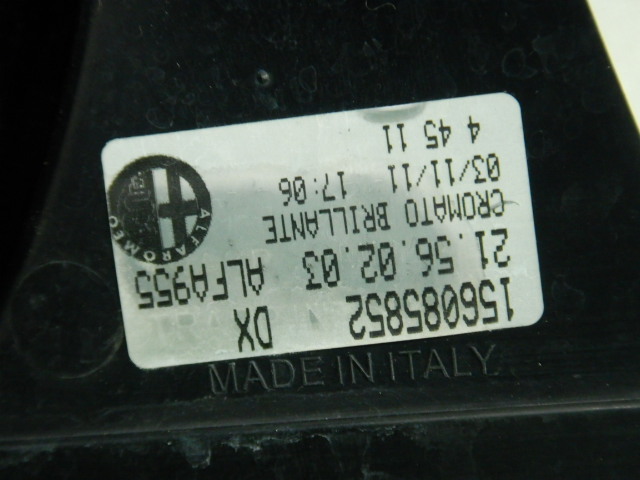 156085852 DX
21.56.02.03 ALFA955
CROMATO BRILLANTE
03/11/11 17:06
4 45 11
ALFA ROMEO
MADE IN ITALY